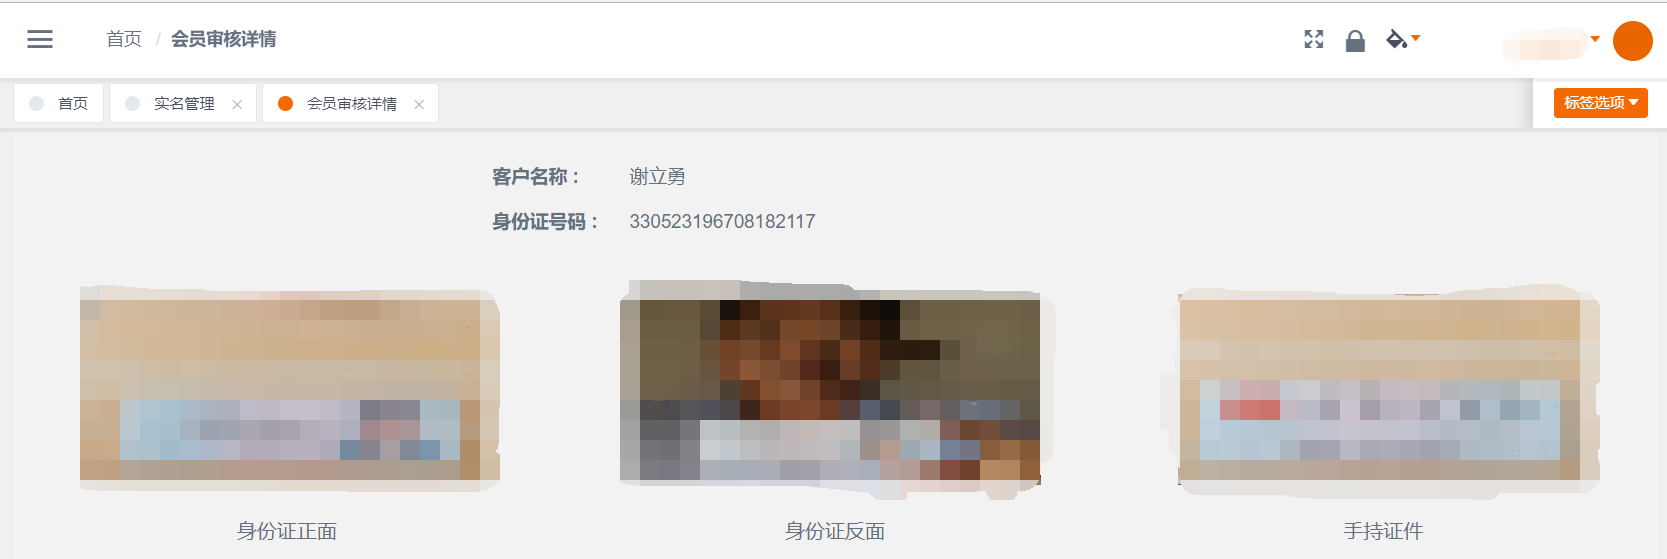 首页 / 会员审核详情
首页
实名管理
会员审核详情
标签选项
客户名称： 谢立勇
身份证号码： 330523196708182117
身份证正面
身份证反面
手持证件